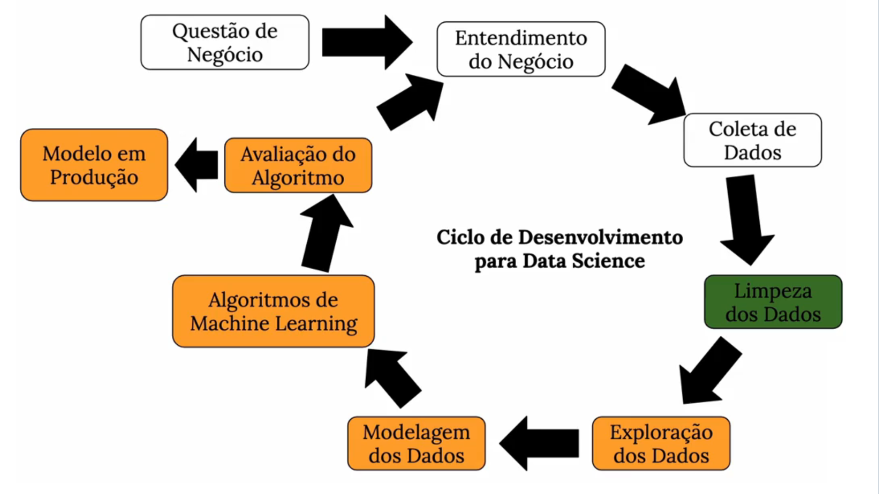 Questão de
Negócio
Entendimento
do Negócio
Coleta de
Dados
Limpeza
dos Dados
Exploração
dos Dados
Modelagem
dos Dados
Algoritmos de
Machine Learning
Avaliação do
Algoritmo
Modelo em
Produção
Ciclo de Desenvolvimento
para Data Science